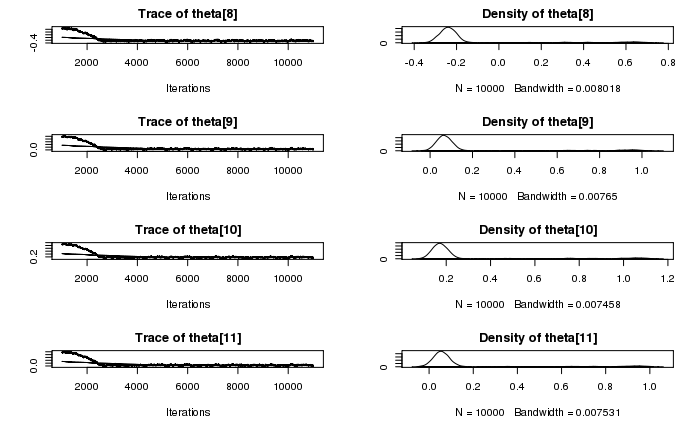 Trace of theta[8]
-0.4
2000 4000 6000 8000 10000
Iterations
Density of theta[8]
0
-0.4 -0.2 0.0 0.2 0.4 0.6 0.8
N = 10000 Bandwidth = 0.008018
Trace of theta[9]
0.0
2000 4000 6000 8000 10000
Iterations
Density of theta[9]
0
0.0 0.2 0.4 0.6 0.8 1.0
N = 10000 Bandwidth = 0.00765
Trace of theta[10]
0.2
2000 4000 6000 8000 10000
Iterations
Density of theta[10]
0
0.2 0.4 0.6 0.8 1.0 1.2
N = 10000 Bandwidth = 0.007458
Trace of theta[11]
0.0
2000 4000 6000 8000 10000
Iterations
Density of theta[11]
0
0.0 0.2 0.4 0.6 0.8 1.0
N = 10000 Bandwidth = 0.007531